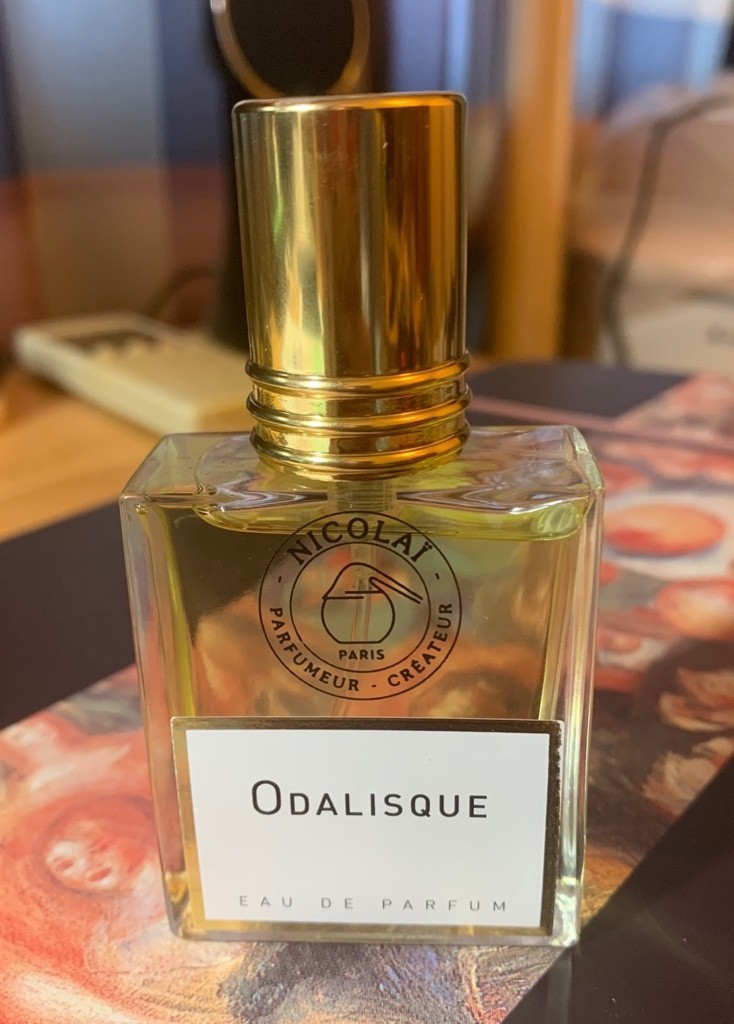 NICOLAÏ
PARIS
PARFUMEUR - CRÉATEUR
ODALISQUE
EAU DE PARFUM